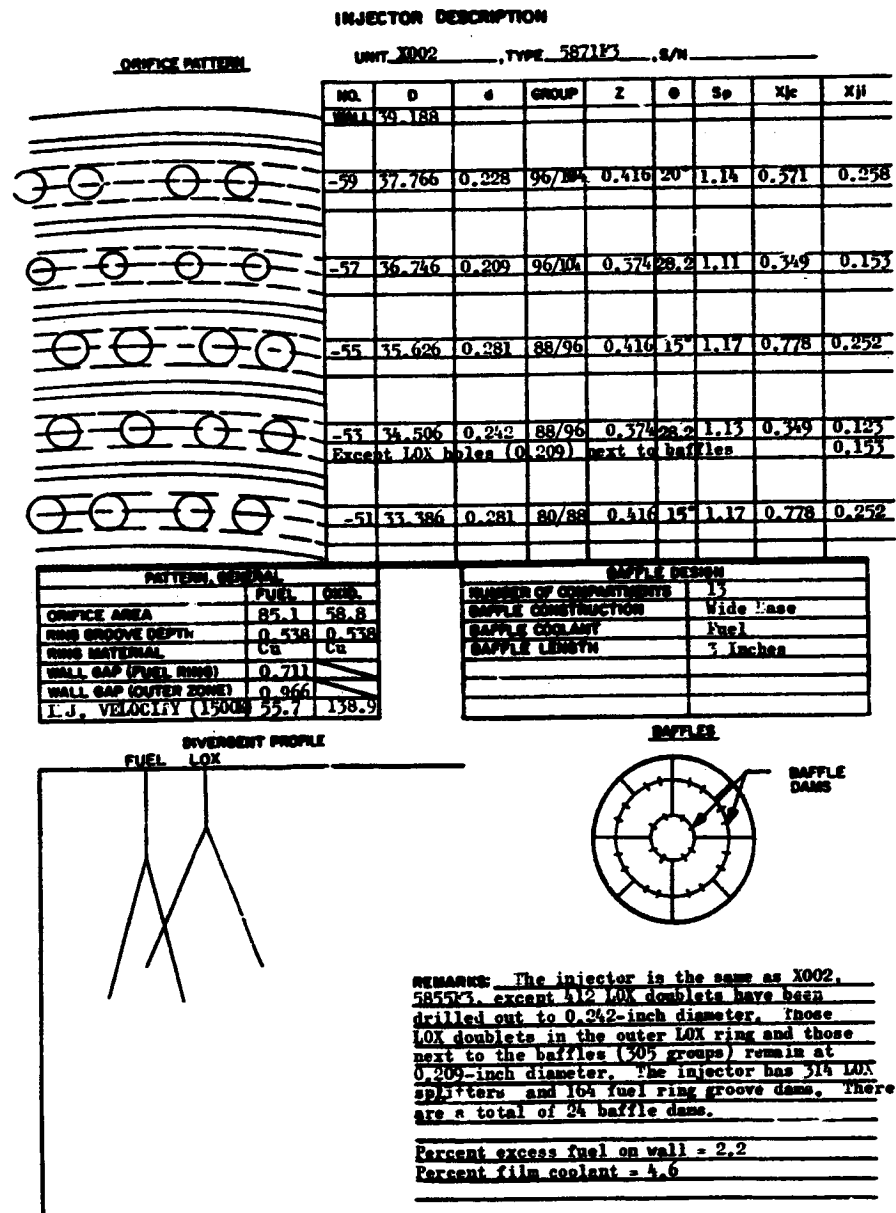 INJECTOR DESCRIPTION
ORIFICE PATTERN
UNIT X002, TYPE 5871F3, S/N
NO. D d GROUP Z θ Sp Xjc Xji
WALL 39.188
-59 37.766 0.228 96/104 0.416 20° 1.14 0.571 0.258
-57 36.746 0.209 96/104 0.374 28.2 1.11 0.349 0.153
-55 35.626 0.281 88/96 0.416 15° 1.17 0.778 0.252
-53 34.506 0.242 88/96 0.374 28.2 1.13 0.349 0.123
Except LOX holes (0.209) next to baffles 0.153
-51 33.386 0.281 80/88 0.416 15° 1.17 0.778 0.252
PATTERN, GENERAL
FUEL OXID.
ORIFICE AREA 85.1 58.8
RING GROOVE DEPTH 0.538 0.538
RING MATERIAL Cu Cu
WALL GAP (FUEL RING) 0.711
WALL GAP (OUTER ZONE) 0.966
VELOCITY 55.7 138.9
BAFFLE DESIGN
NUMBER OF COMPARTMENTS 13
BAFFLE CONSTRUCTION Wide Base
BAFFLE COOLANT Fuel
BAFFLE LENGTH 3 Inches
DIVERGENT PROFILE
FUEL LOX
BAFFLES
BAFFLE
DAMS
REMARKS: The injector is the same as X002,
5855F3, except 412 LOX doublets have been
drilled out to 0.242-inch diameter. Those
LOX doublets in the outer LOX ring and those
next to the baffles (305 groups) remain at
0.209-inch diameter. The injector has 314 LOX
splitters and 164 fuel ring groove dams. There
are a total of 24 baffle dams.
Percent excess fuel on wall = 2.2
Percent film coolant = 4.6